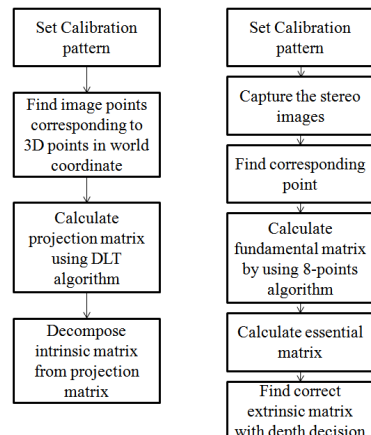 Set Calibration
pattern
Find image points
corresponding to
3D points in world
coordinate
Calculate
projection matrix
using DLT
algorithm
Decompose
intrinsic matrix
from projection
matrix
Set Calibration
pattern
Capture the stereo
images
Find corresponding
point
Calculate
fundamental matrix
by using 8-points
algorithm
Calculate essential
matrix
Find correct
extrinsic matrix
with depth decision